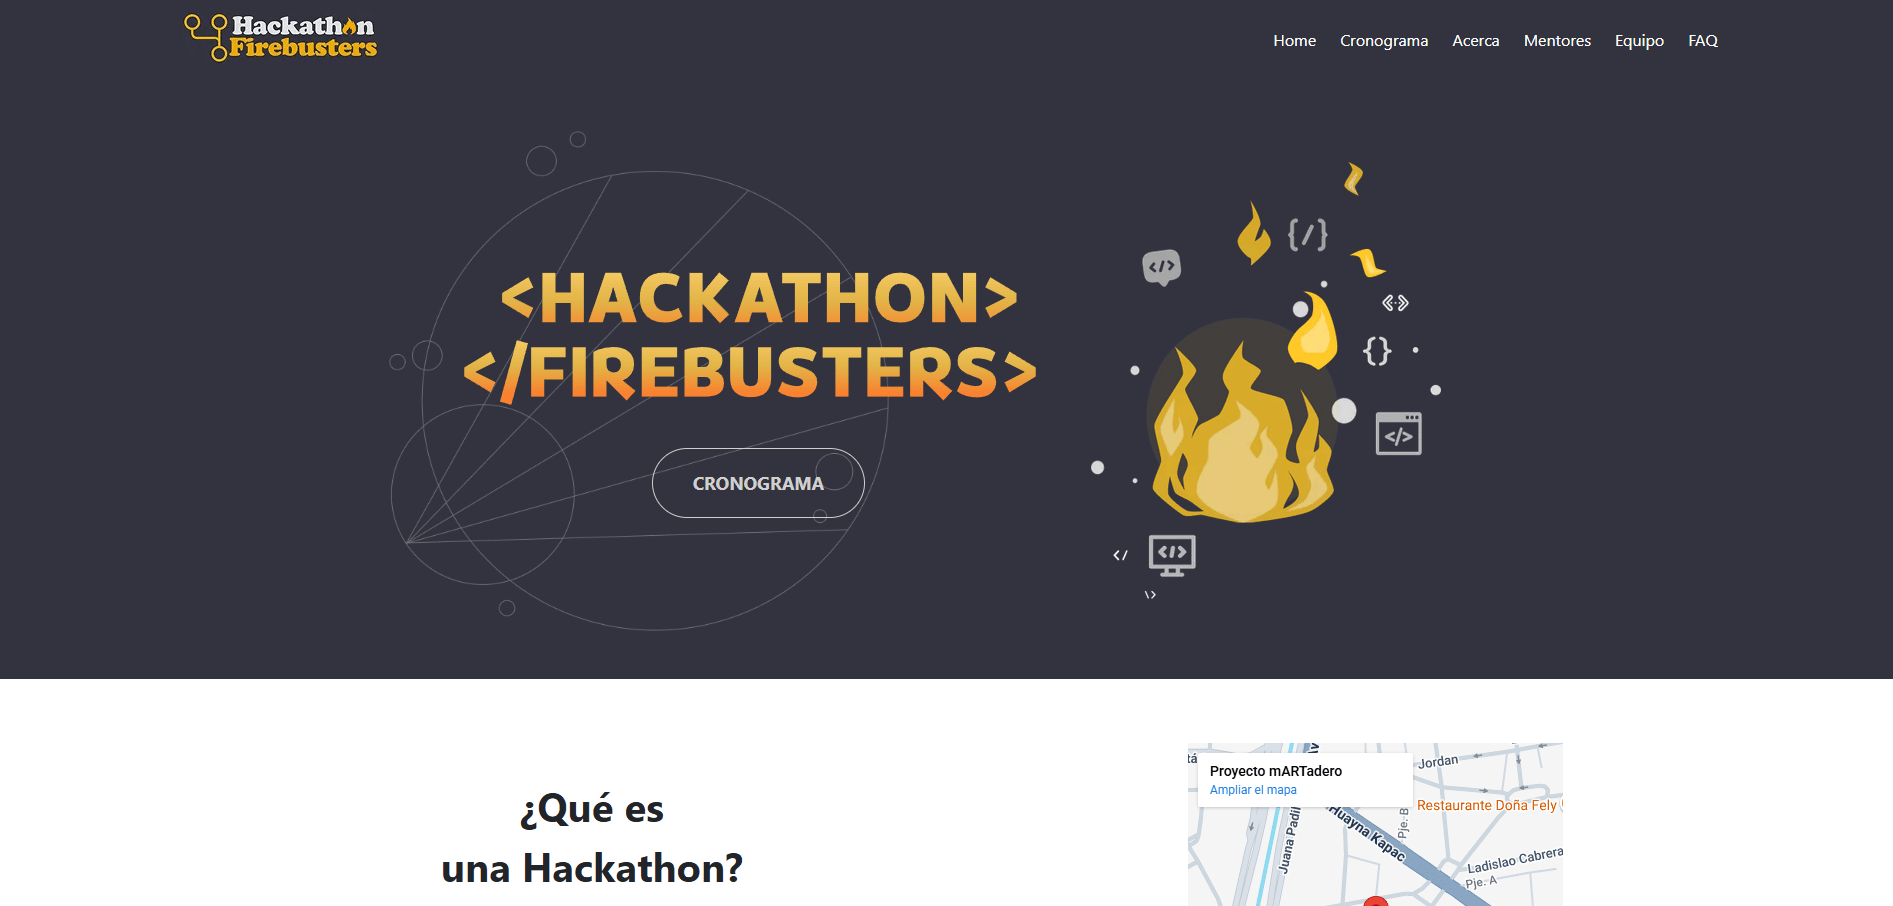 Hackathon
Firebusters
Home Cronograma Acerca Mentores Equipo FAQ
<HACKATHON>
</FIREBUSTERS>
CRONOGRAMA
{/}
</>
{}
</>
</
</>
\>
¿Qué es
una Hackathon?
Proyecto mARTadero
Ampliar el mapa
Jordan
Restaurante Doña Fely
Huayna Kapac
Pje. B
Juana Padil
Ladislao Cabrera
Pje. A